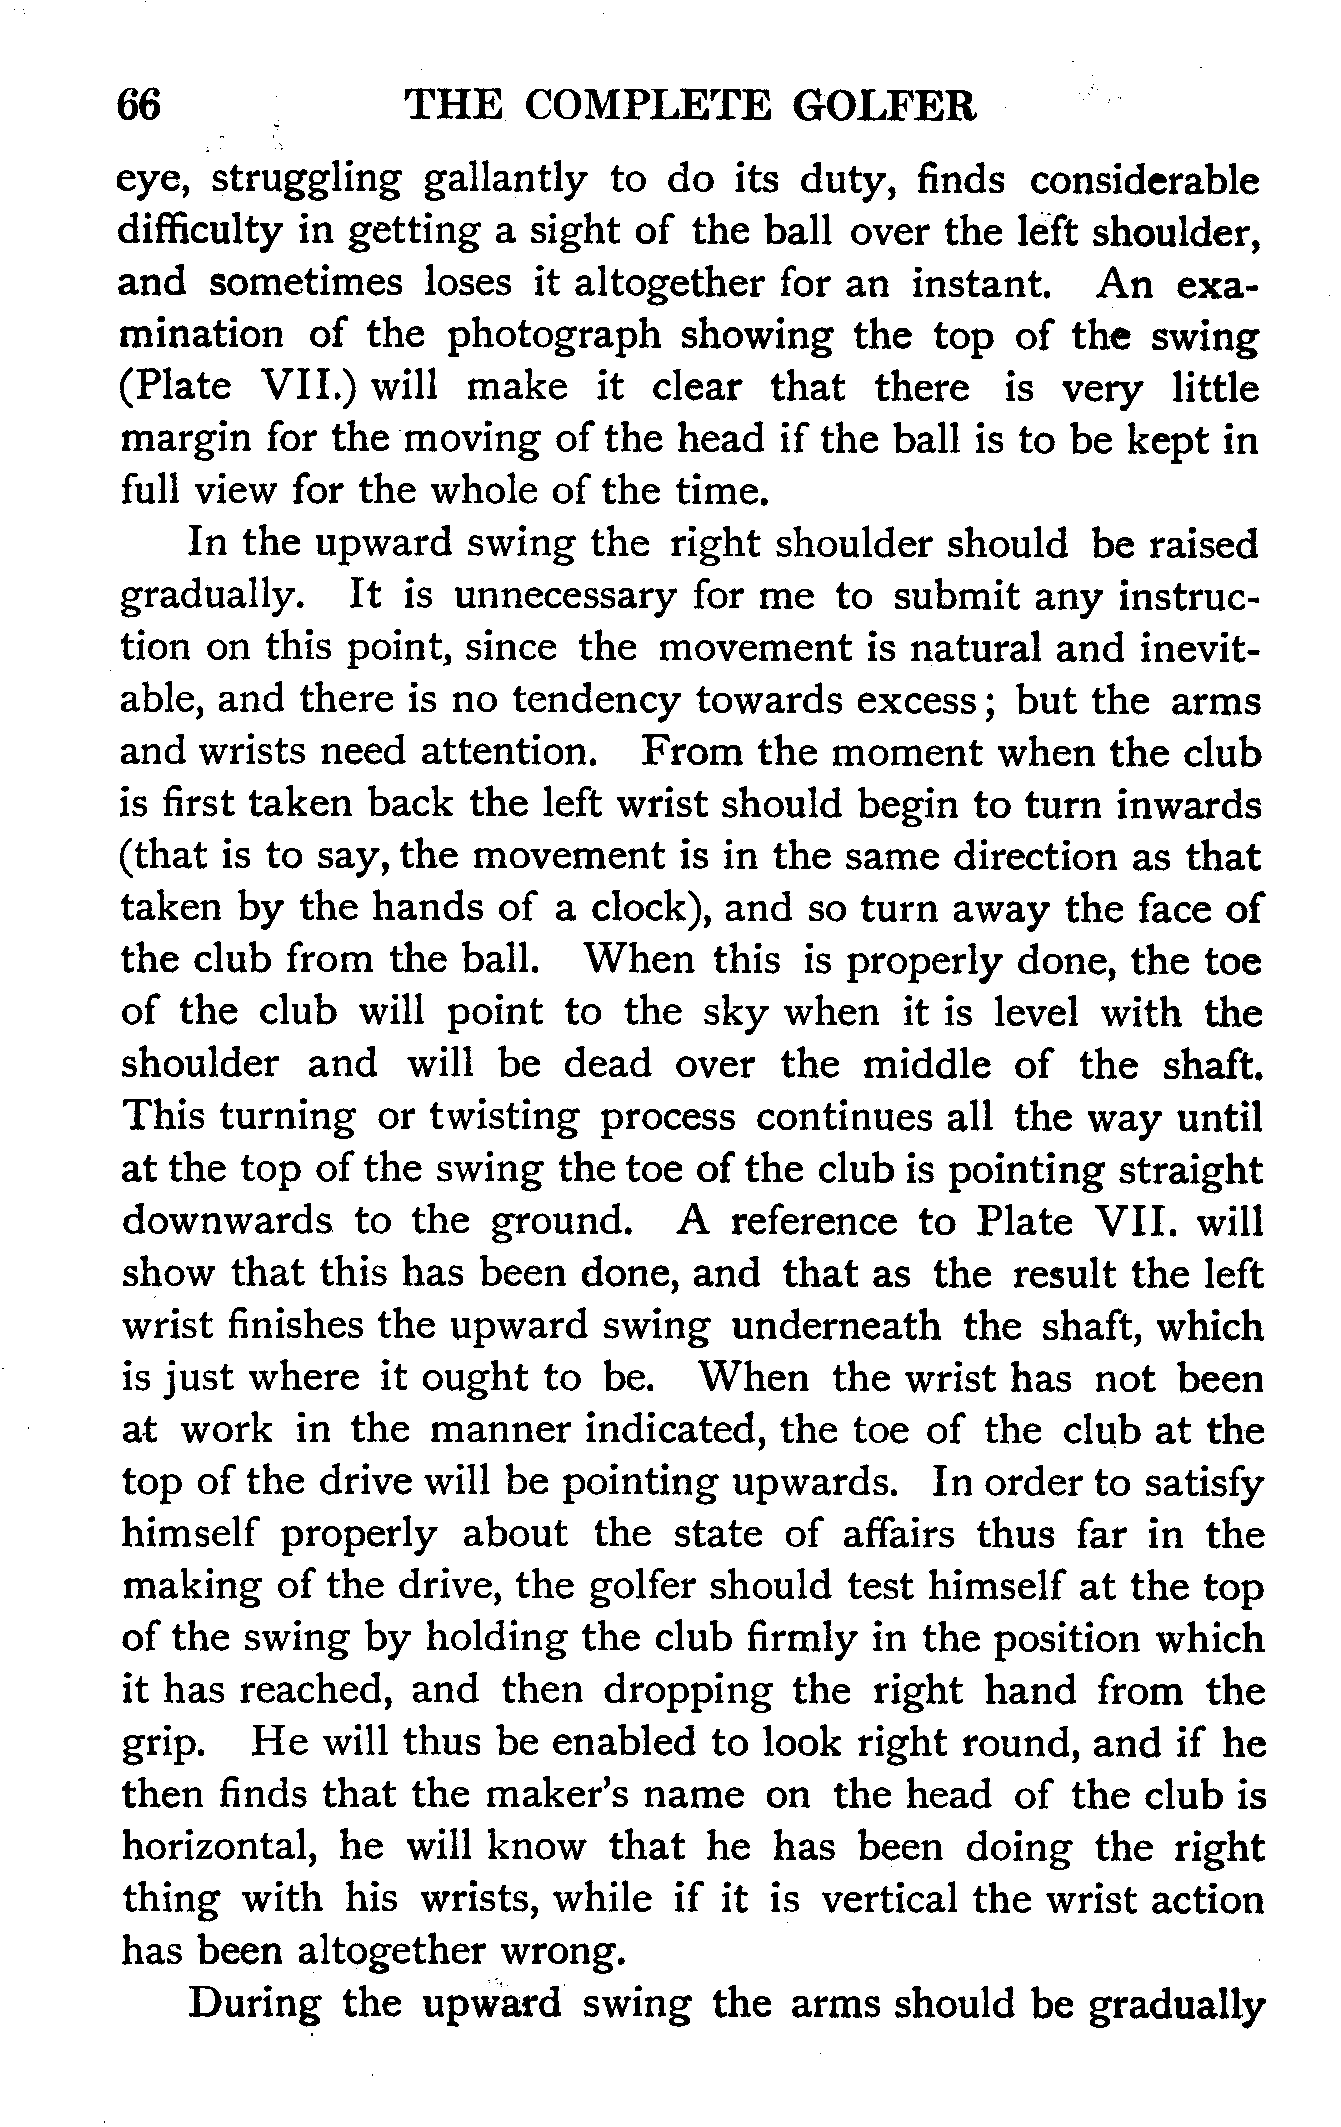 66 THE COMPLETE GOLFER
eye, struggling gallantly to do its duty, finds considerable
difficulty in getting a sight of the ball over the left shoulder,
and sometimes loses it altogether for an instant. An exa-
mination of the photograph showing the top of the swing
(Plate VII.) will make it clear that there is very little
margin for the moving of the head if the ball is to be kept in
full view for the whole of the time.
In the upward swing the right shoulder should be raised
gradually. It is unnecessary for me to submit any instruc-
tion on this point, since the movement is natural and inevit-
able, and there is no tendency towards excess; but the arms
and wrists need attention. From the moment when the club
is first taken back the left wrist should begin to turn inwards
(that is to say, the movement is in the same direction as that
taken by the hands of a clock), and so turn away the face of
the club from the ball. When this is properly done, the toe
of the club will point to the sky when it is level with the
shoulder and will be dead over the middle of the shaft.
This turning or twisting process continues all the way until
at the top of the swing the toe of the club is pointing straight
downwards to the ground. A reference to Plate VII. will
show that this has been done, and that as the result the left
wrist finishes the upward swing underneath the shaft, which
is just where it ought to be. When the wrist has not been
at work in the manner indicated, the toe of the club at the
top of the drive will be pointing upwards. In order to satisfy
himself properly about the state of affairs thus far in the
making of the drive, the golfer should test himself at the top
of the swing by holding the club firmly in the position which
it has reached, and then dropping the right hand from the
grip. He will thus be enabled to look right round, and if he
then finds that the maker's name on the head of the club is
horizontal, he will know that he has been doing the right
thing with his wrists, while if it is vertical the wrist action
has been altogether wrong.
During the upward swing the arms should be gradually